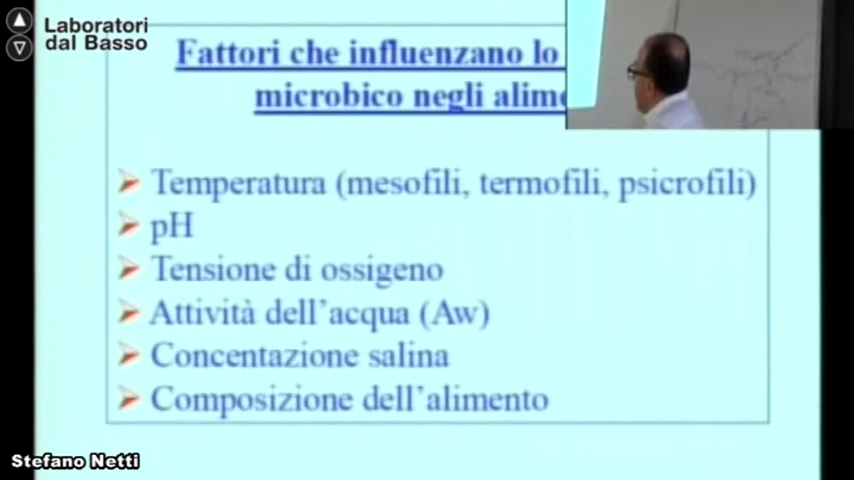 Laboratori
dal Basso
Fattori che influenzano lo
microbico negli
Temperatura (mesofili, termofili, psicrofili)
pH
Tensione di ossigeno
Attività dell'acqua (Aw)
Concentazione salina
Composizione dell'alimento
Stefano Netti